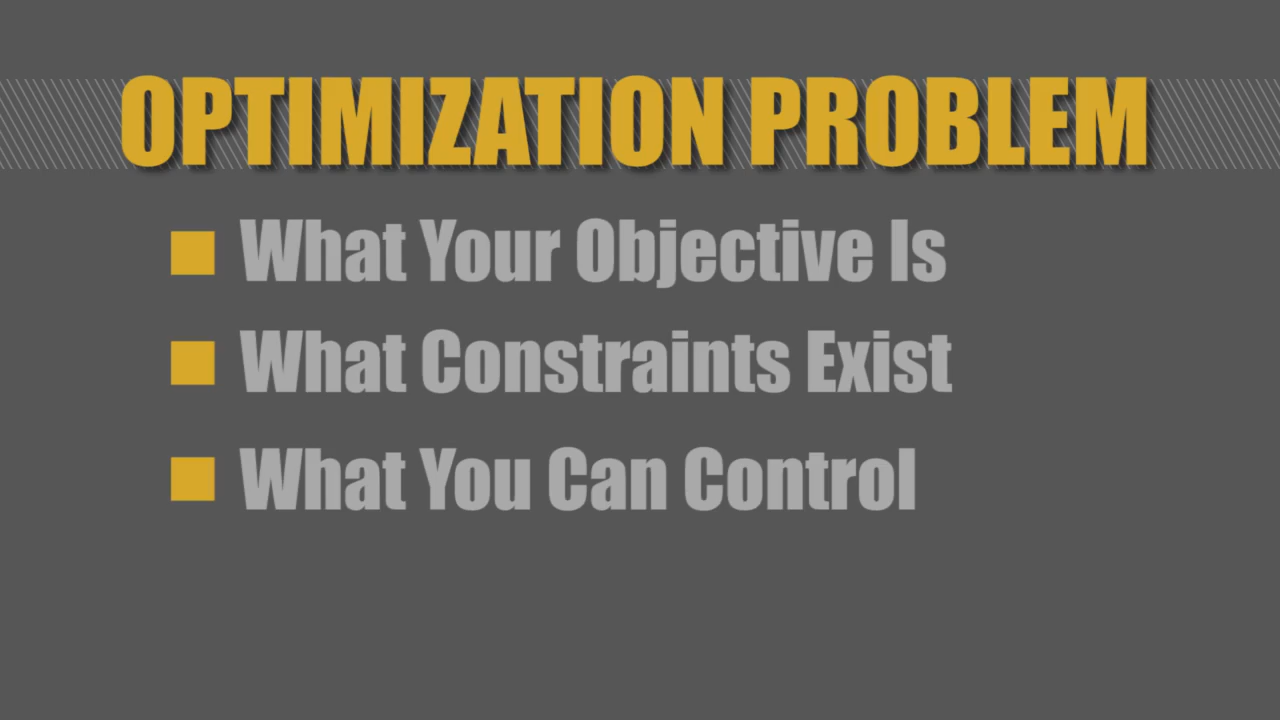 OPTIMIZATION PROBLEM
What Your Objective Is
What Constraints Exist
What You Can Control